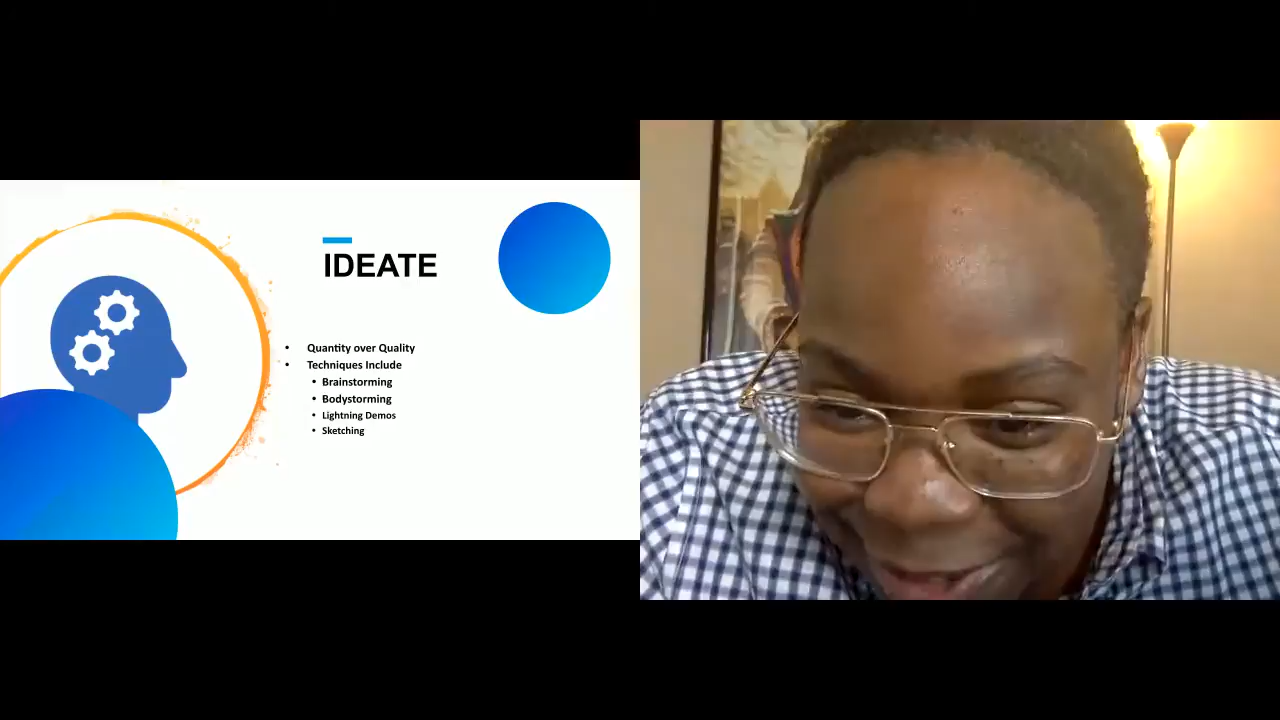 IDEATE
• Quantity over Quality
• Techniques Include
• Brainstorming
• Bodystorming
• Lightning Demos
• Sketching